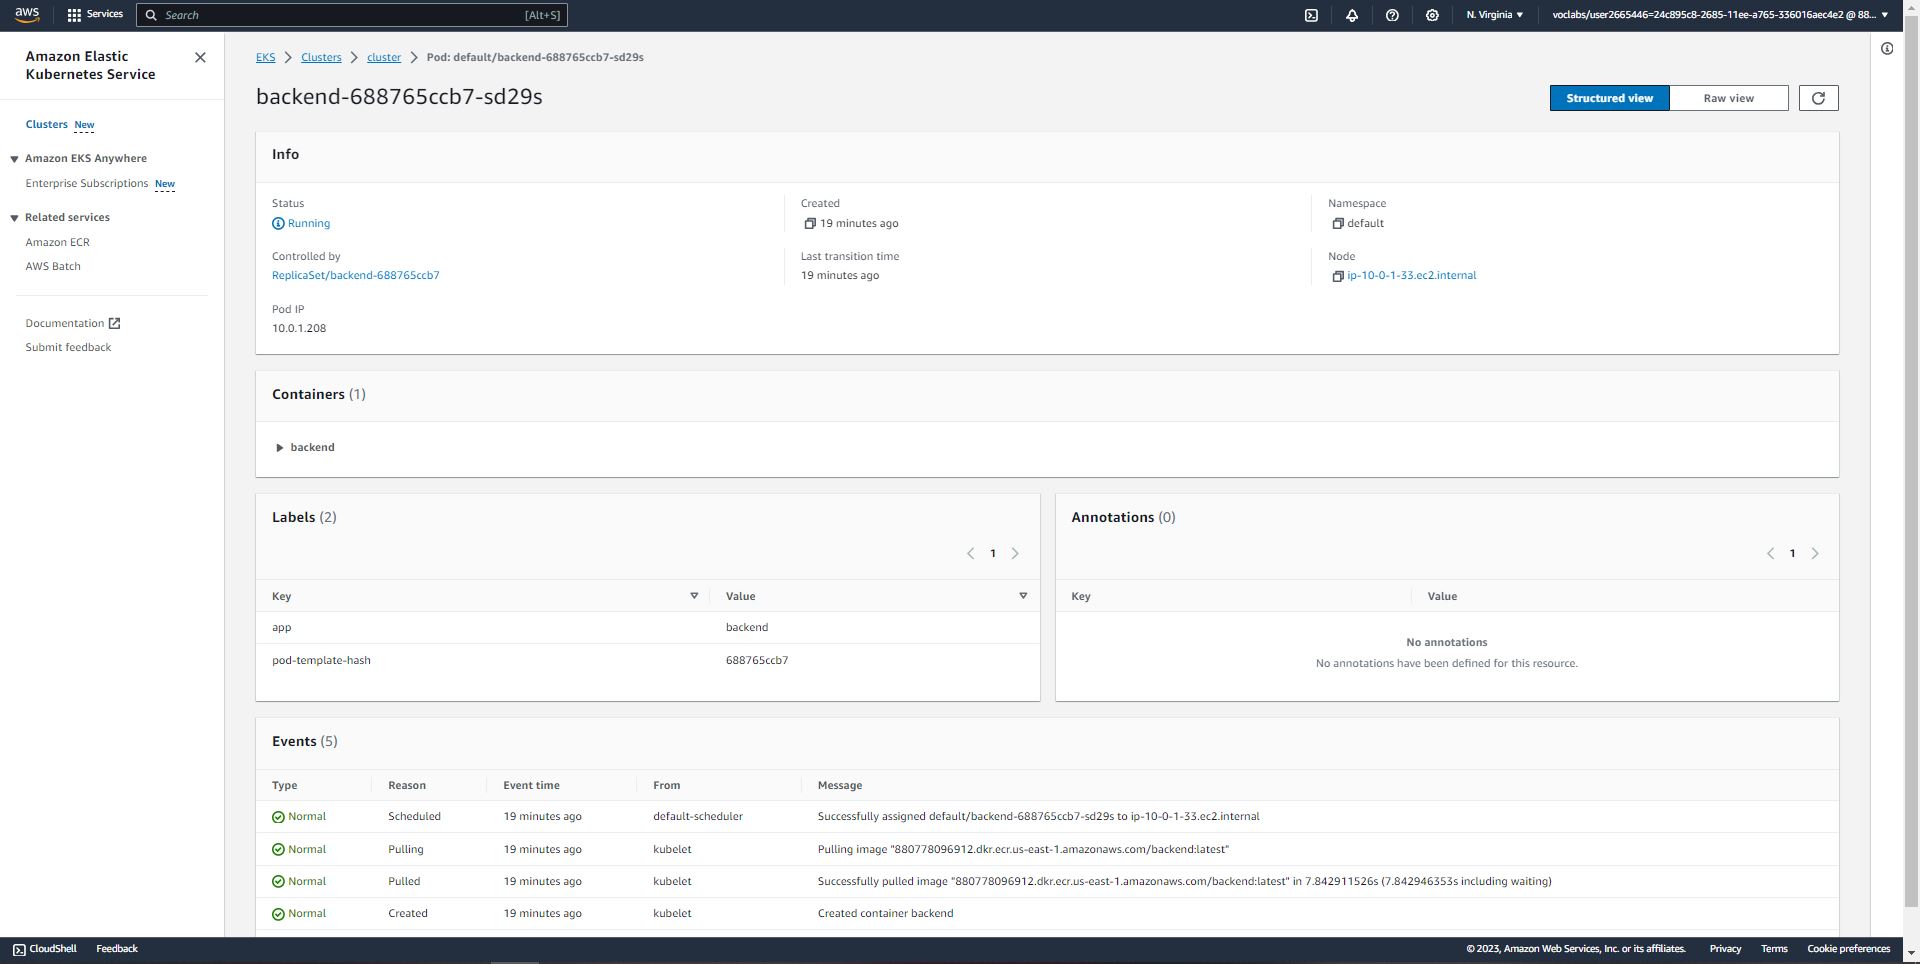 aws Services Search [Alt+S] N. Virginia voclabs/user2665446=24c895c8-2685-11ee-a765-336016aec4e2 @ 88...
Amazon Elastic
Kubernetes Service
Clusters New
Amazon EKS Anywhere
Enterprise Subscriptions New
Related services
Amazon ECR
AWS Batch
Documentation
Submit feedback
EKS Clusters cluster Pod: default/backend-688765ccb7-sd29s
backend-688765ccb7-sd29s
Structured view Raw view
Info
Status
Running
Created
19 minutes ago
Namespace
default
Controlled by
ReplicaSet/backend-688765ccb7
Last transition time
19 minutes ago
Node
ip-10-0-1-33.ec2.internal
Pod IP
10.0.1.208
Containers (1)
backend
Labels (2)
1
Key Value
app backend
pod-template-hash 688765ccb7
Annotations (0)
1
Key Value
No annotations
No annotations have been defined for this resource.
Events (5)
Type Reason Event time From Message
Normal Scheduled 19 minutes ago default-scheduler Successfully assigned default/backend-688765ccb7-sd29s to ip-10-0-1-33.ec2.internal
Normal Pulling 19 minutes ago kubelet Pulling image "880778096912.dkr.ecr.us-east-1.amazonaws.com/backend:latest"
Normal Pulled 19 minutes ago kubelet Successfully pulled image "880778096912.dkr.ecr.us-east-1.amazonaws.com/backend:latest" in 7.842911526s (7.842946353s including waiting)
Normal Created 19 minutes ago kubelet Created container backend
CloudShell Feedback © 2023, Amazon Web Services, Inc. or its affiliates. Privacy Terms Cookie preferences